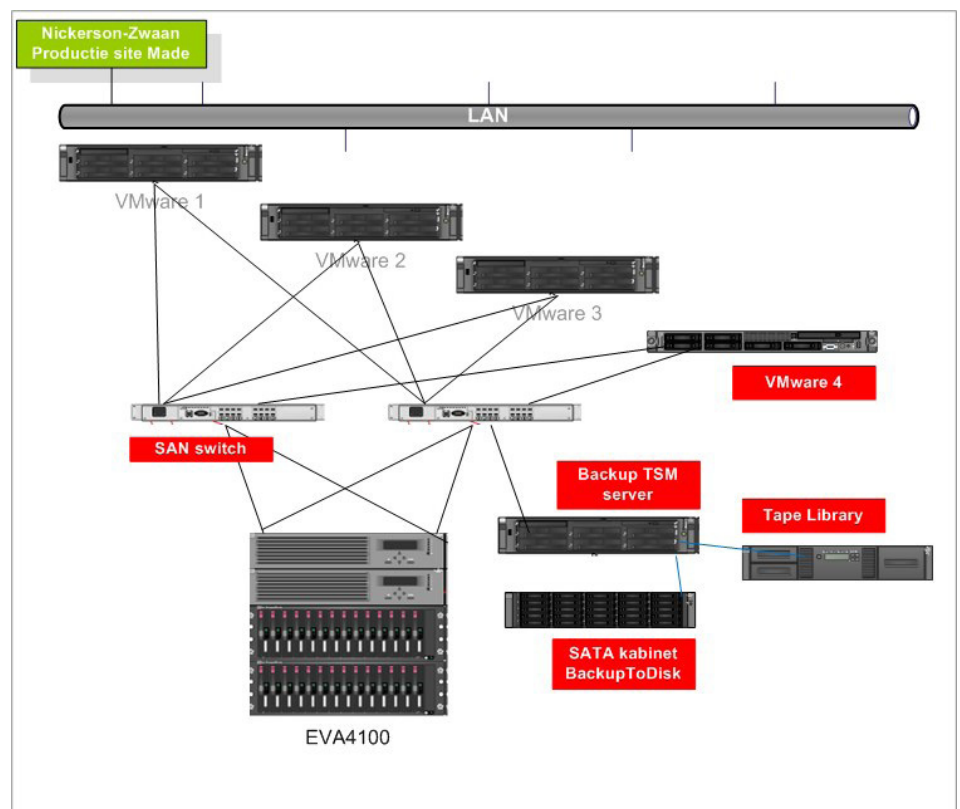 Nickerson-Zwaan
Productie site Made
LAN
VMware 1
VMware 2
VMware 3
VMware 4
SAN switch
Backup TSM
server
Tape Library
SATA kabinet
BackupToDisk
EVA4100